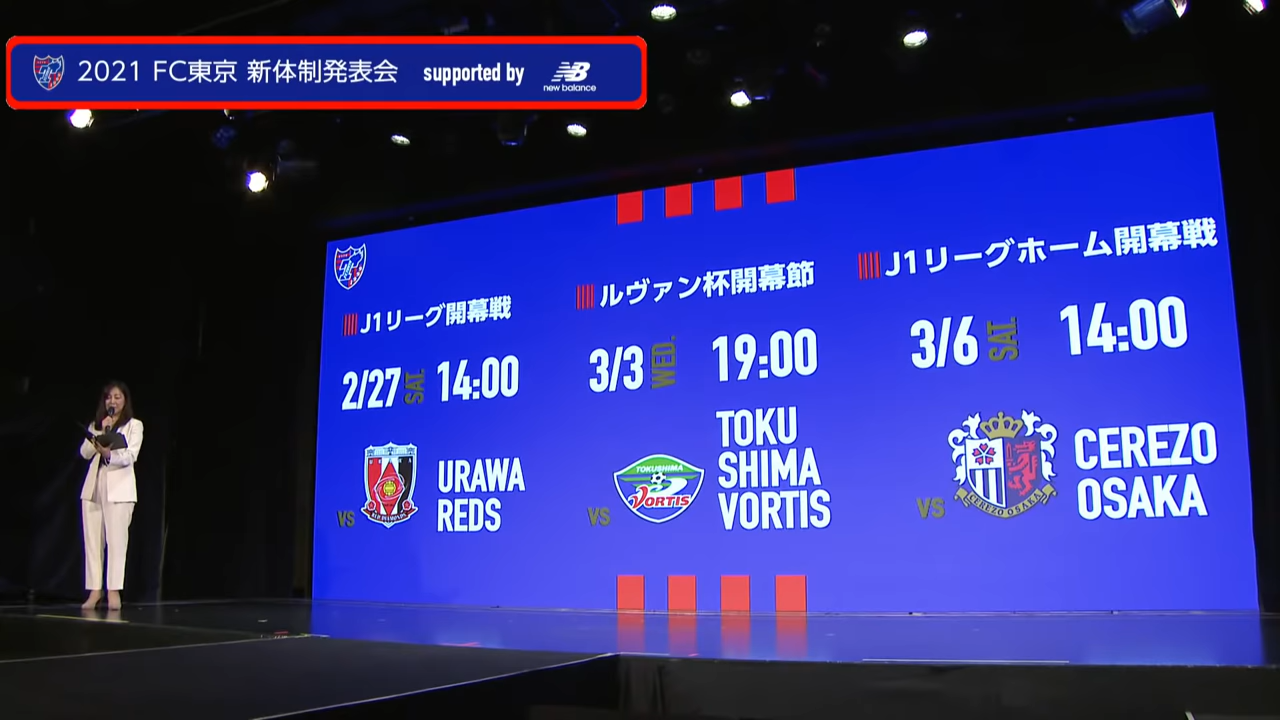 2021 FC東京 新体制発表会 supported by
new balance
J1リーグ開幕戦
2/27 SAT. 14:00
VS
URAWA
REDS
ルヴァン杯開幕節
3/3 WED. 19:00
VS
TOKUSHIMA
VORTIS
TOKU
SHIMA
VORTIS
J1リーグホーム開幕戦
3/6 SAT. 14:00
VS
CEREZO OSAKA
CEREZO
OSAKA